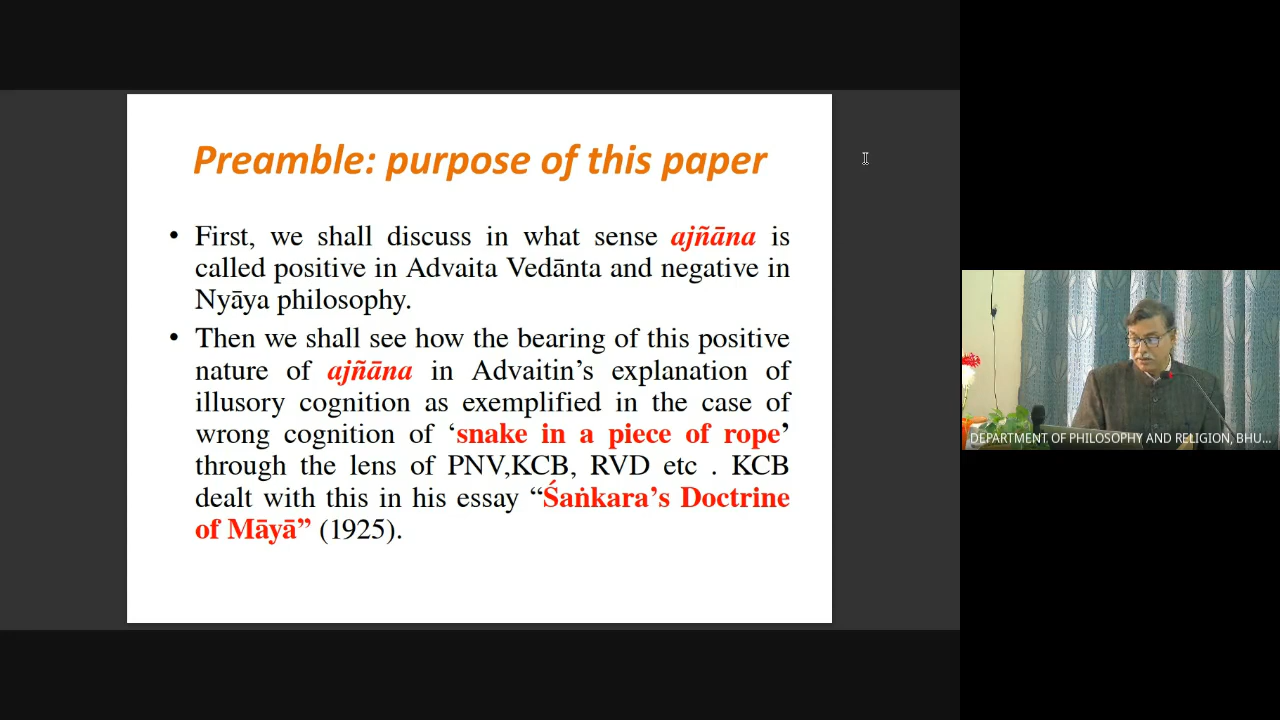 Preamble: purpose of this paper
• First, we shall discuss in what sense ajñāna is
called positive in Advaita Vedānta and negative in
Nyāya philosophy.
• Then we shall see how the bearing of this positive
nature of ajñāna in Advaitin’s explanation of
illusory cognition as exemplified in the case of
wrong cognition of ‘snake in a piece of rope’
through the lens of PNV,KCB, RVD etc . KCB
dealt with this in his essay “Śaṅkara’s Doctrine
of Māyā” (1925).
DEPARTMENT OF PHILOSOPHY AND RELIGION, BHU...